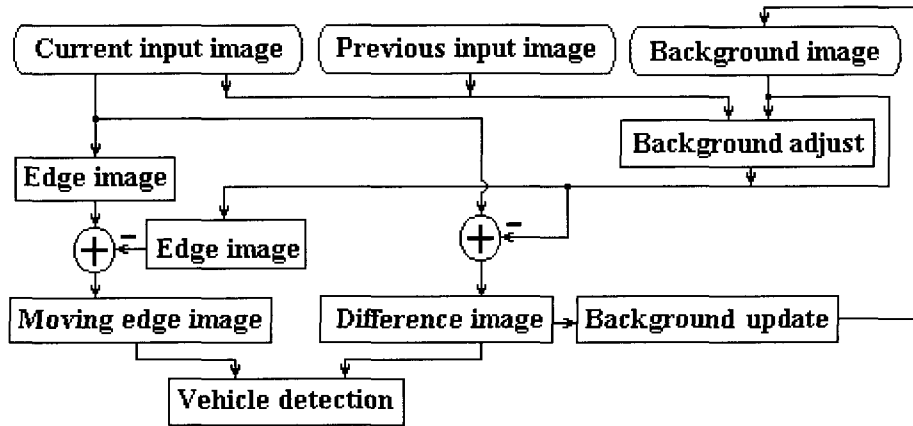 Current input image
Previous input image
Background image
Background adjust
Edge image
Edge image
Moving edge image
Difference image
Background update
Vehicle detection